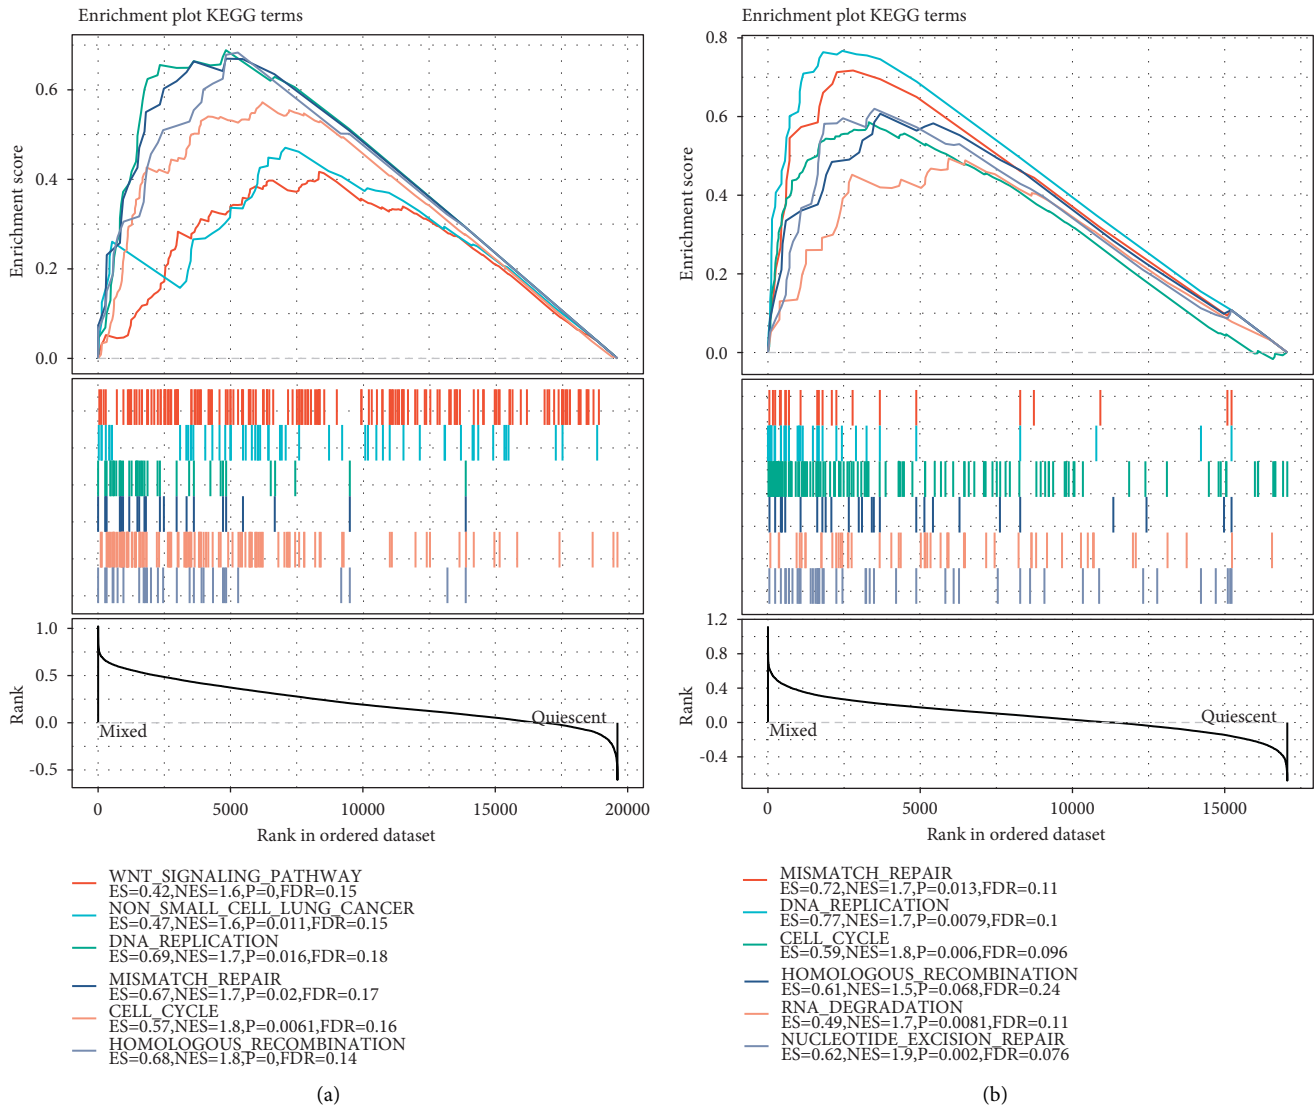 Enrichment plot KEGG terms
Enrichment score
0.6
0.4
0.2
0.0
Rank
1.0
0.5
0.0
-0.5
Mixed
Quiescent
0
5000
10000
15000
20000
Rank in ordered dataset
WNT_SIGNALING_PATHWAY
ES=0.42,NES=1.6,P=0,FDR=0.15
NON_SMALL_CELL_LUNG_CANCER
ES=0.47,NES=1.6,P=0.011,FDR=0.15
DNA_REPLICATION
ES=0.69,NES=1.7,P=0.016,FDR=0.18
MISMATCH_REPAIR
ES=0.67,NES=1.7,P=0.02,FDR=0.17
CELL_CYCLE
ES=0.57,NES=1.8,P=0.0061,FDR=0.16
HOMOLOGOUS_RECOMBINATION
ES=0.68,NES=1.8,P=0,FDR=0.14
(a)
Enrichment plot KEGG terms
Enrichment score
0.8
0.6
0.4
0.2
0.0
Rank
1.2
0.8
0.4
0.0
-0.4
Mixed
Quiescent
0
5000
10000
15000
Rank in ordered dataset
MISMATCH_REPAIR
ES=0.72,NES=1.7,P=0.013,FDR=0.11
DNA_REPLICATION
ES=0.77,NES=1.7,P=0.0079,FDR=0.1
CELL_CYCLE
ES=0.59,NES=1.8,P=0.006,FDR=0.096
HOMOLOGOUS_RECOMBINATION
ES=0.61,NES=1.5,P=0.068,FDR=0.24
RNA_DEGRADATION
ES=0.49,NES=1.7,P=0.0081,FDR=0.11
NUCLEOTIDE_EXCISION_REPAIR
ES=0.62,NES=1.9,P=0.002,FDR=0.076
(b)